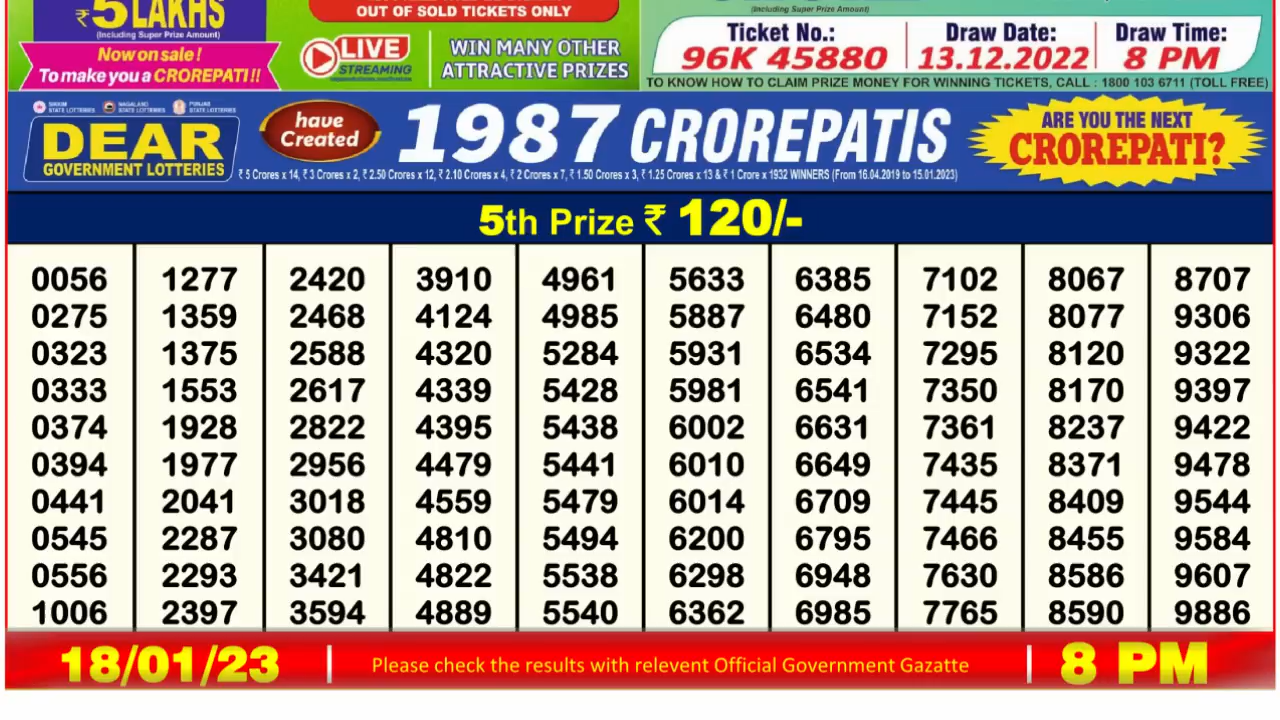 ₹5 LAKHS
(Including Super Prize Amount)
Now on sale !
To make you a CROREPATI !!
OUT OF SOLD TICKETS ONLY
LIVE
STREAMING
WIN MANY OTHER
ATTRACTIVE PRIZES
(Including Super Prize Amount)
Ticket No.: Draw Date: Draw Time:
96K 45880 13.12.2022 8 PM
TO KNOW HOW TO CLAIM PRIZE MONEY FOR WINNING TICKETS, CALL : 1800 103 6711 (TOLL FREE)
SIKKIM STATE LOTTERIES NAGALAND STATE LOTTERIES PUNJAB STATE LOTTERIES
DEAR
GOVERNMENT LOTTERIES
have
Created
1987 CROREPATIS
ARE YOU THE NEXT
CROREPATI?
₹ 5 Crores x 14, ₹ 3 Crores x 2, ₹ 2.50 Crores x 12, ₹ 2.10 Crores x 4, ₹ 2 Crores x 7, ₹ 1.50 Crores x 3, ₹ 1.25 Crores x 13 & ₹ 1 Crore x 1932 WINNERS (From 16.04.2019 to 15.01.2023)
5th Prize ₹ 120/-
0056 1277 2420 3910 4961 5633 6385 7102 8067 8707
0275 1359 2468 4124 4985 5887 6480 7152 8077 9306
0323 1375 2588 4320 5284 5931 6534 7295 8120 9322
0333 1553 2617 4339 5428 5981 6541 7350 8170 9397
0374 1928 2822 4395 5438 6002 6631 7361 8237 9422
0394 1977 2956 4479 5441 6010 6649 7435 8371 9478
0441 2041 3018 4559 5479 6014 6709 7445 8409 9544
0545 2287 3080 4810 5494 6200 6795 7466 8455 9584
0556 2293 3421 4822 5538 6298 6948 7630 8586 9607
1006 2397 3594 4889 5540 6362 6985 7765 8590 9886
18/01/23 | Please check the results with relevent Official Government Gazatte | 8 PM